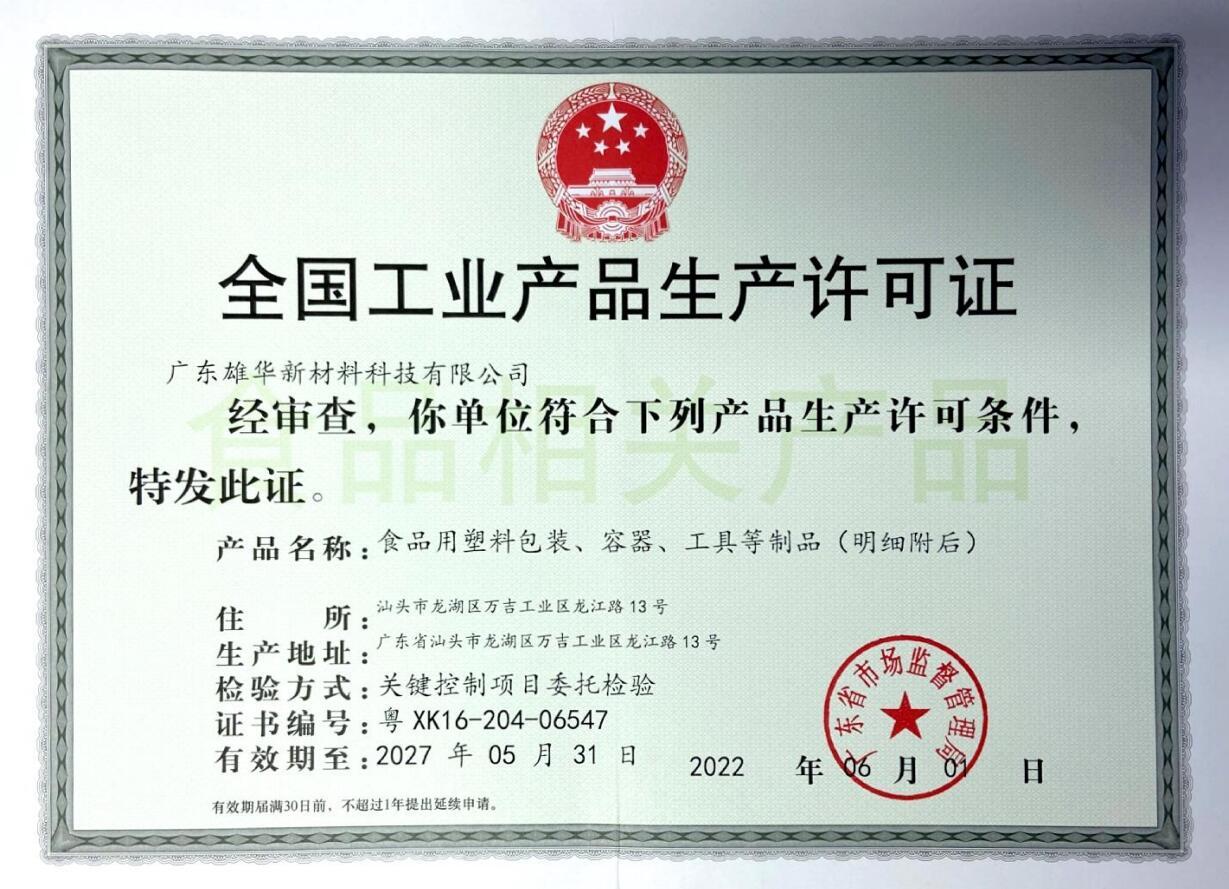 全国工业产品生产许可证
广东雄华新材料科技有限公司
食品相关产品
经审查，你单位符合下列产品生产许可条件，
特发此证。
产品名称：食品用塑料包装、容器、工具等制品（明细附后）
住所：汕头市龙湖区万吉工业区龙江路 13 号
生产地址：广东省汕头市龙湖区万吉工业区龙江路 13 号
检验方式：关键控制项目委托检验
证书编号：粤 XK16-204-06547
有效期至：2027 年 05 月 31 日
广东省市场监督管理局
2022 年 06 月 01 日
有效期届满30日前，不超过1年提出延续申请。